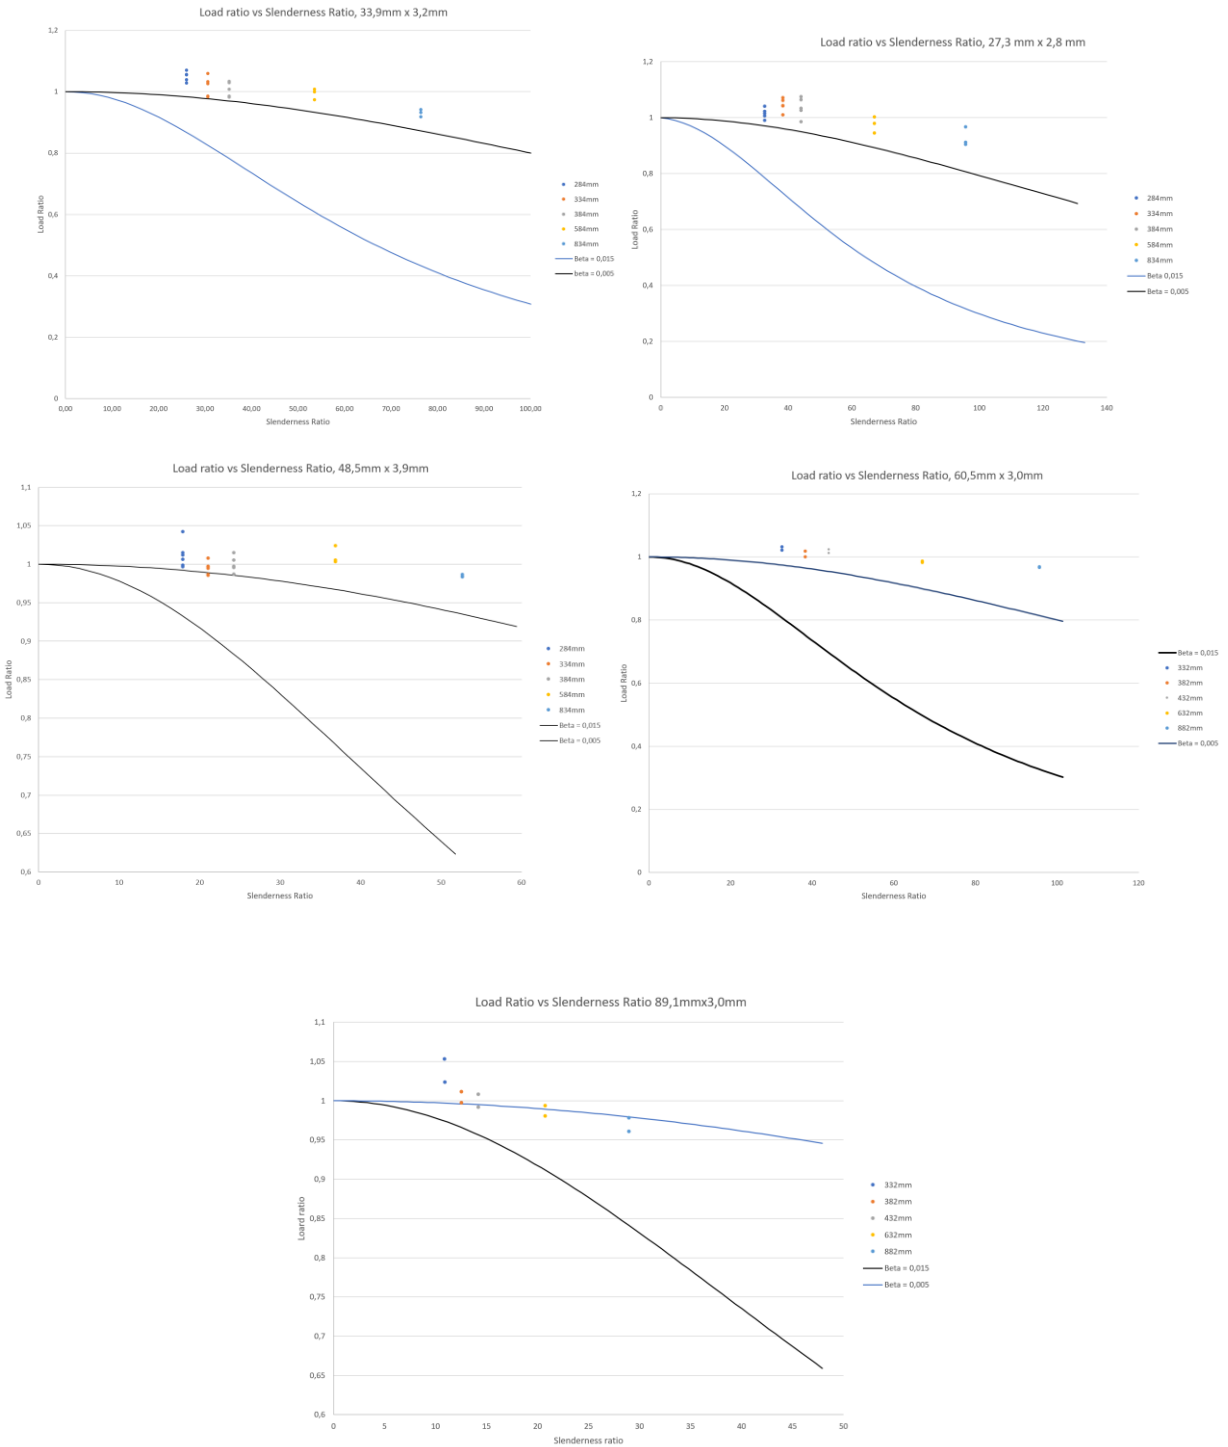 Load ratio vs Slenderness Ratio, 33,9mm x 3,2mm
1,2
1
0,8
0,6
0,4
0,2
0
Load Ratio
0,00 10,00 20,00 30,00 40,00 50,00 60,00 70,00 80,00 90,00 100,00
Slenderness Ratio
284mm
334mm
384mm
584mm
834mm
Beta = 0,015
beta = 0,005
Load ratio vs Slenderness Ratio, 27,3 mm x 2,8 mm
1,2
1
0,8
0,6
0,4
0,2
0
Load Ratio
0 20 40 60 80 100 120 140
Slenderness Ratio
284mm
334mm
384mm
584mm
834mm
Beta 0,015
Beta = 0,005
Load ratio vs Slenderness Ratio, 48,5mm x 3,9mm
1,1
1,05
1
0,95
0,9
0,85
0,8
0,75
0,7
0,65
0,6
Load Ratio
0 10 20 30 40 50 60
Slenderness Ratio
284mm
334mm
384mm
584mm
834mm
Beta = 0,015
Beta = 0,005
Load ratio vs Slenderness Ratio, 60,5mm x 3,0mm
1,2
1
0,8
0,6
0,4
0,2
0
Load Ratio
0 20 40 60 80 100 120
Slenderness Ratio
Beta = 0,015
332mm
382mm
432mm
632mm
882mm
Beta = 0,005
Load Ratio vs Slenderness Ratio 89,1mmx3,0mm
1,1
1,05
1
0,95
0,9
0,85
0,8
0,75
0,7
0,65
0,6
Loard ratio
0 5 10 15 20 25 30 35 40 45 50
Slenderness ratio
332mm
382mm
432mm
632mm
882mm
Beta = 0,015
Beta = 0,005